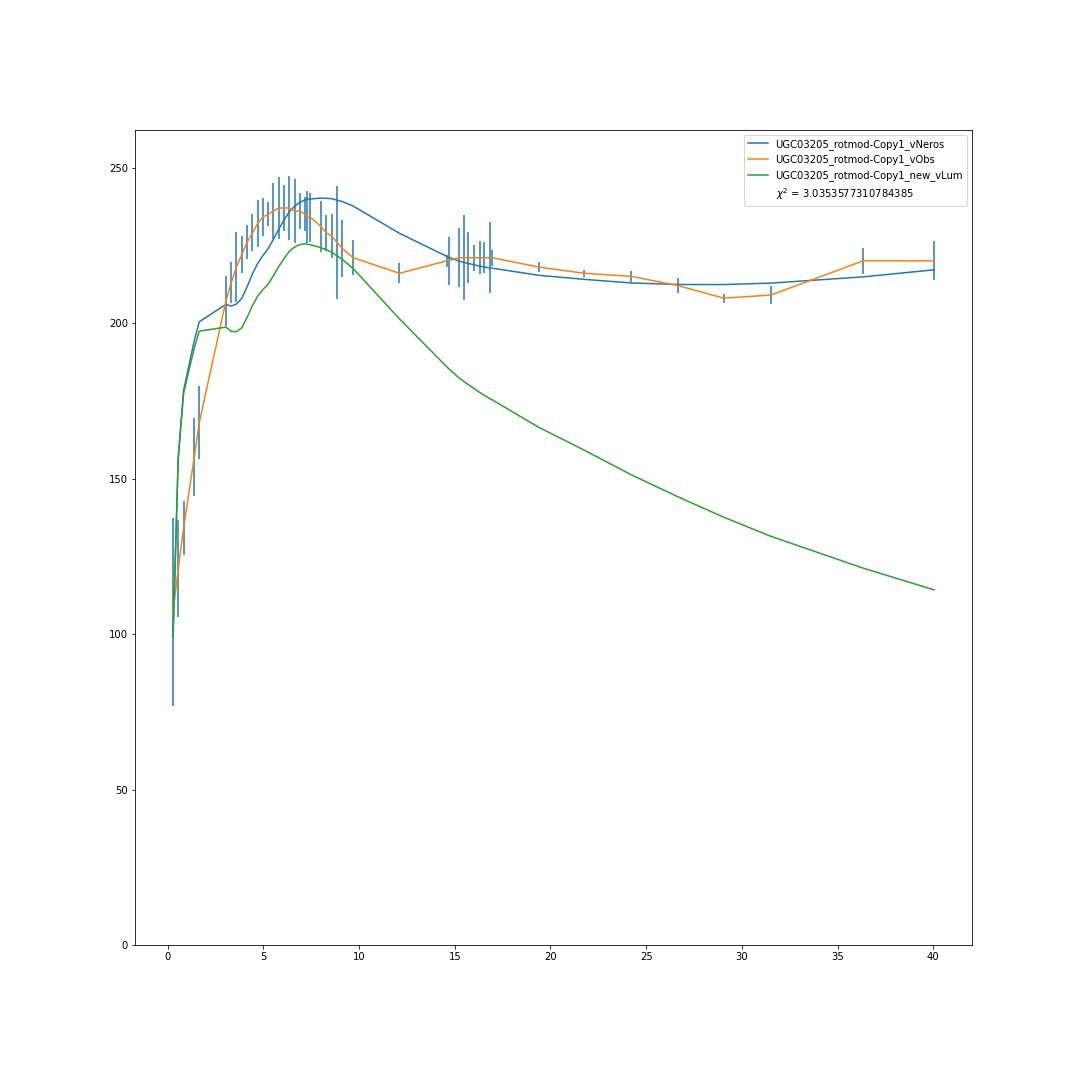 UGC03205_rotmod-Copy1_vNeros
UGC03205_rotmod-Copy1_vObs
UGC03205_rotmod-Copy1_new_vLum
χ² = 3.0353577310784385
250
200
150
100
50
0
0 5 10 15 20 25 30 35 40